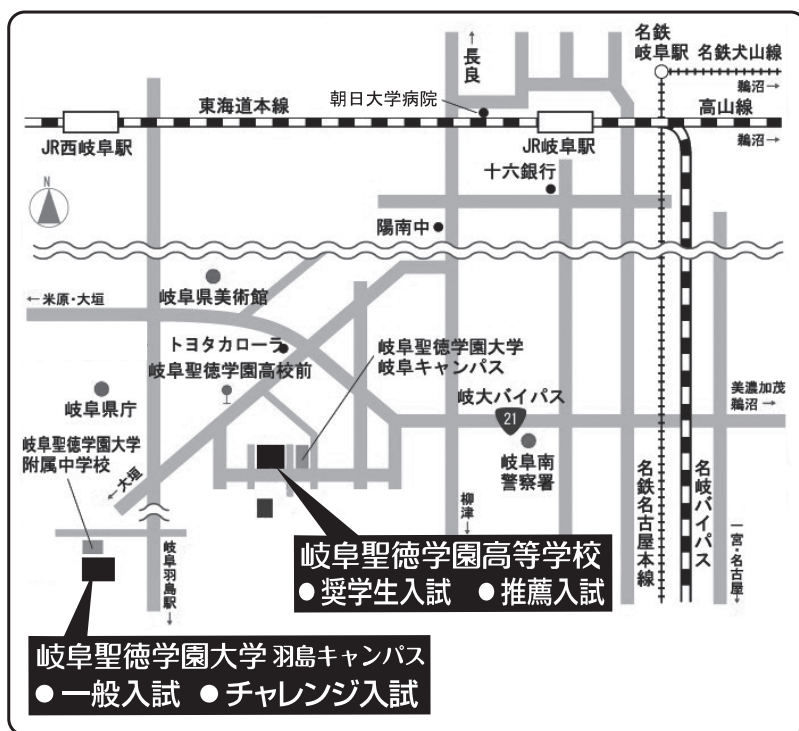 名鉄
岐阜駅
名鉄犬山線
鵜沼→
←長良
朝日大学病院
東海道本線
高山線
鵜沼→
JR西岐阜駅
JR岐阜駅
十六銀行
N
陽南中
岐阜県美術館
←米原・大垣
トヨタカローラ
岐阜聖徳学園高校前
岐阜聖徳学園大学
岐阜キャンパス
岐大バイパス
21
美濃加茂
鵜沼→
岐阜県庁
岐阜南
警察署
岐阜聖徳学園大学
附属中学校
←大垣
柳津→
名鉄名古屋本線
名岐バイパス
一宮・名古屋→
岐阜羽島駅→
岐阜聖徳学園高等学校
●奨学生入試 ●推薦入試
岐阜聖徳学園大学 羽島キャンパス
●一般入試 ●チャレンジ入試